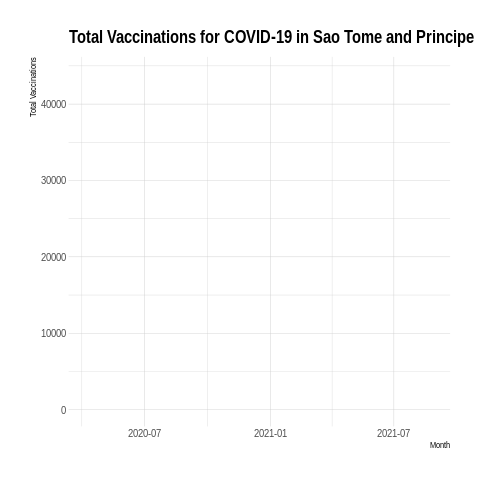 Total Vaccinations for COVID-19 in Sao Tome and Principe
Total Vaccinations
40000
30000
20000
10000
0
2020-07
2021-01
2021-07
Month